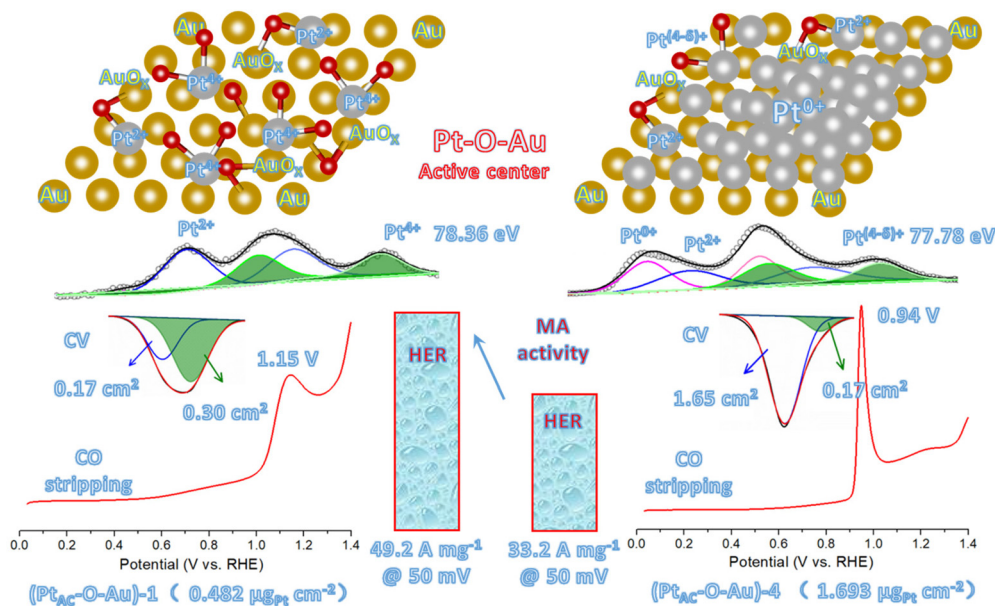 Au
Pt2+
Au
Pt4+
AuOx
AuOx
Pt4+
Pt4+
Pt2+
AuOx
Pt4+
AuOx
Au
Au
Pt-O-Au
Active center
Pt(4-δ)+
Pt2+
Au
AuOx
AuOx
Pt0+
Pt2+
Au
Au
Pt2+
Pt4+ 78.36 eV
Pt0+
Pt2+
Pt(4-δ)+ 77.78 eV
CV
0.17 cm2
0.30 cm2
1.15 V
CO
stripping
0.0 0.2 0.4 0.6 0.8 1.0 1.2 1.4
Potential (V vs. RHE)
(PtAC-O-Au)-1 ( 0.482 μgPt cm-2)
HER
MA
activity
HER
49.2 A mg-1
@ 50 mV
33.2 A mg-1
@ 50 mV
0.94 V
CV
1.65 cm2
0.17 cm2
CO
stripping
0.0 0.2 0.4 0.6 0.8 1.0 1.2 1.4
Potential (V vs. RHE)
(PtAC-O-Au)-4 ( 1.693 μgPt cm-2)